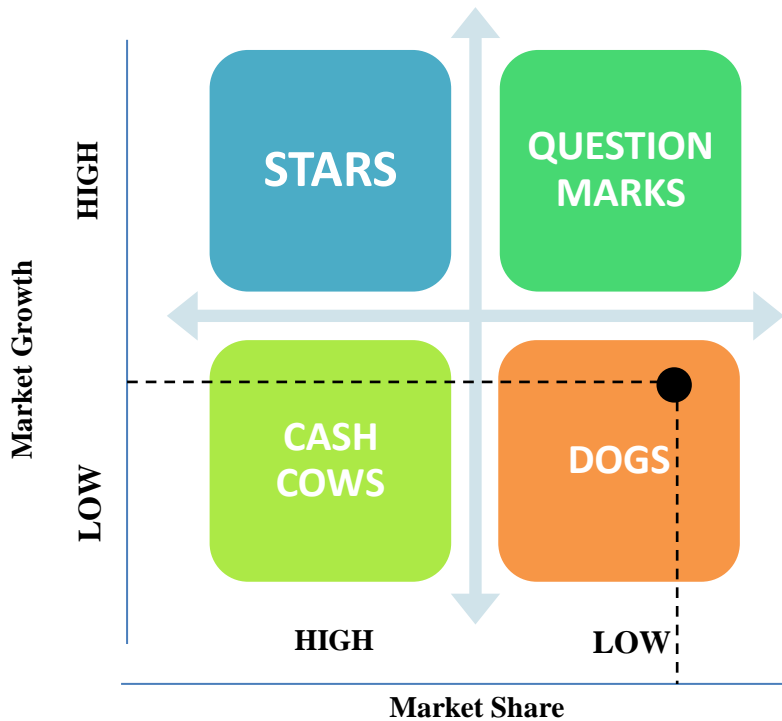 HIGH
STARS
QUESTION
MARKS
Market Growth
LOW
CASH
COWS
DOGS
HIGH
LOW
Market Share